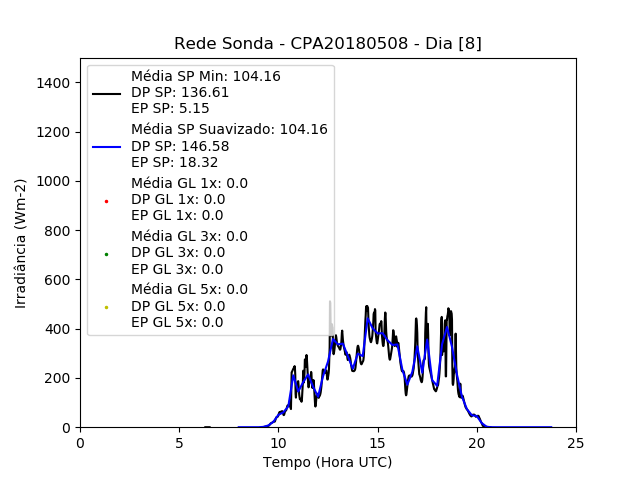 Rede Sonda - CPA20180508 - Dia [8]
Média SP Min: 104.16
DP SP: 136.61
EP SP: 5.15
Média SP Suavizado: 104.16
DP SP: 146.58
EP SP: 18.32
Média GL 1x: 0.0
DP GL 1x: 0.0
EP GL 1x: 0.0
Média GL 3x: 0.0
DP GL 3x: 0.0
EP GL 3x: 0.0
Média GL 5x: 0.0
DP GL 5x: 0.0
EP GL 5x: 0.0
Irradiância (Wm-2)
1400
1200
1000
800
600
400
200
0
0 5 10 15 20 25
Tempo (Hora UTC)